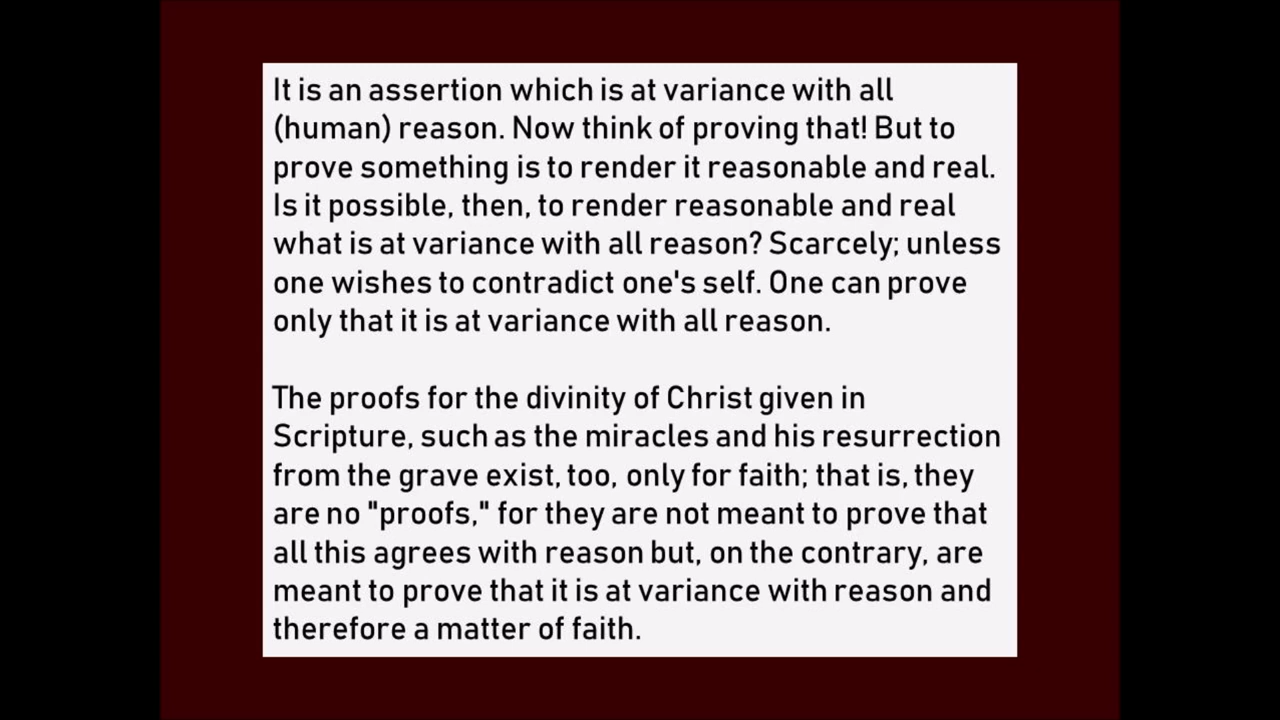 It is an assertion which is at variance with all
(human) reason. Now think of proving that! But to
prove something is to render it reasonable and real.
Is it possible, then, to render reasonable and real
what is at variance with all reason? Scarcely; unless
one wishes to contradict one's self. One can prove
only that it is at variance with all reason.
The proofs for the divinity of Christ given in
Scripture, such as the miracles and his resurrection
from the grave exist, too, only for faith; that is, they
are no "proofs," for they are not meant to prove that
all this agrees with reason but, on the contrary, are
meant to prove that it is at variance with reason and
therefore a matter of faith.